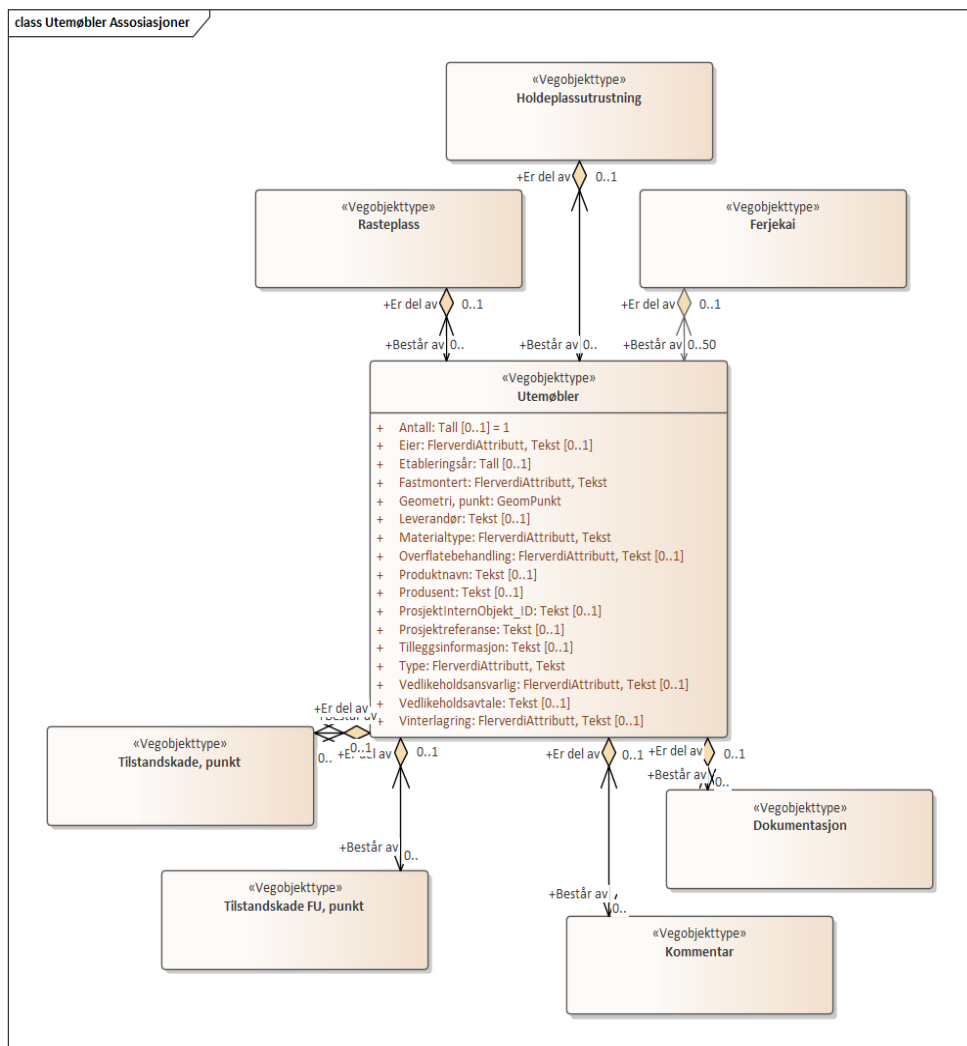 class Utemøbler Assosiasjoner
«Vegobjekttype»
Holdeplassutrustning
+Er del av 0..1
«Vegobjekttype»
Rasteplass
«Vegobjekttype»
Ferjekai
+Er del av 0..1
+Er del av 0..1
+Består av 0..
+Består av 0..
+Består av 0..50
«Vegobjekttype»
Utemøbler
+ Antall: Tall [0..1] = 1
+ Eier: FlerverdiAttributt, Tekst [0..1]
+ Etableringsår: Tall [0..1]
+ Fastmontert: FlerverdiAttributt, Tekst
+ Geometri, punkt: GeomPunkt
+ Leverandør: Tekst [0..1]
+ Materialtype: FlerverdiAttributt, Tekst
+ Overflatebehandling: FlerverdiAttributt, Tekst [0..1]
+ Produktnavn: Tekst [0..1]
+ Produsent: Tekst [0..1]
+ ProsjektInternObjekt_ID: Tekst [0..1]
+ Prosjektreferanse: Tekst [0..1]
+ Tilleggsinformasjon: Tekst [0..1]
+ Type: FlerverdiAttributt, Tekst
+ Vedlikeholdsansvarlig: FlerverdiAttributt, Tekst [0..1]
+ Vedlikeholdsavtale: Tekst [0..1]
+ Vinterlagring: FlerverdiAttributt, Tekst [0..1]
+Er del av
+Består av
0..1
0..
«Vegobjekttype»
Tilstandskade, punkt
+Er del av 0..1
+Er del av 0..1
+Er del av 0..1
+Består av 0..
«Vegobjekttype»
Dokumentasjon
+Består av 0..
«Vegobjekttype»
Tilstandskade FU, punkt
+Består av 0..
«Vegobjekttype»
Kommentar